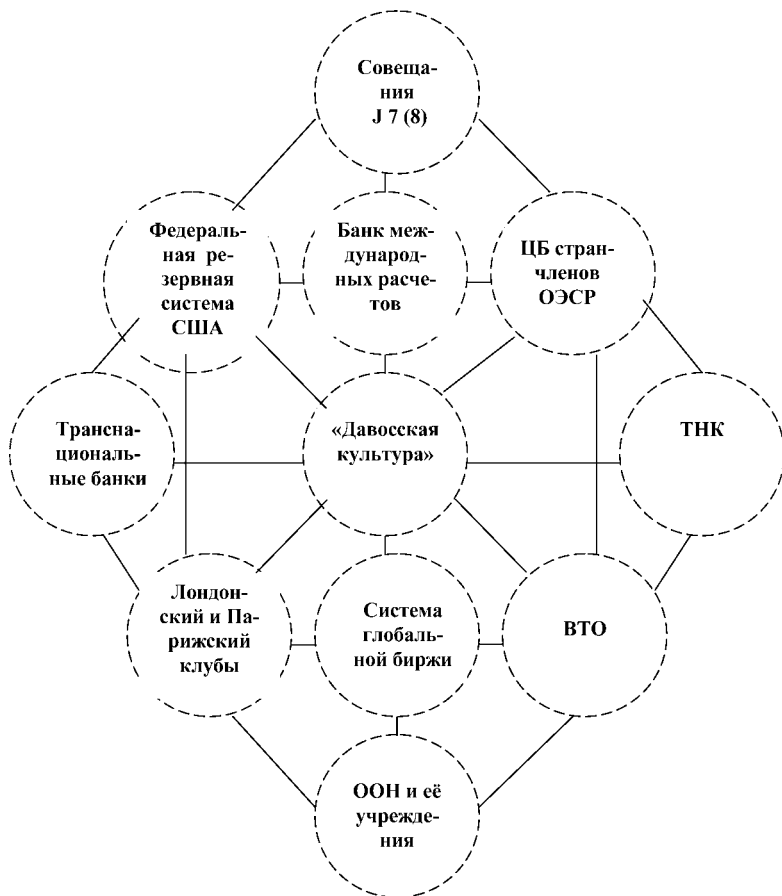 Совеща-
ния
J 7 (8)
Федераль-
ная ре-
зервная
система
США
Банк меж-
дународ-
ных расче-
тов
ЦБ стран-
членов
ОЭСР
Транснa-
циональ-
ные банки
«Давосская
культура»
ТНК
Лондон-
ский и Па-
рижский
клубы
Система
глобаль-
ной биржи
ВТО
ООН и её
учрежде-
ния